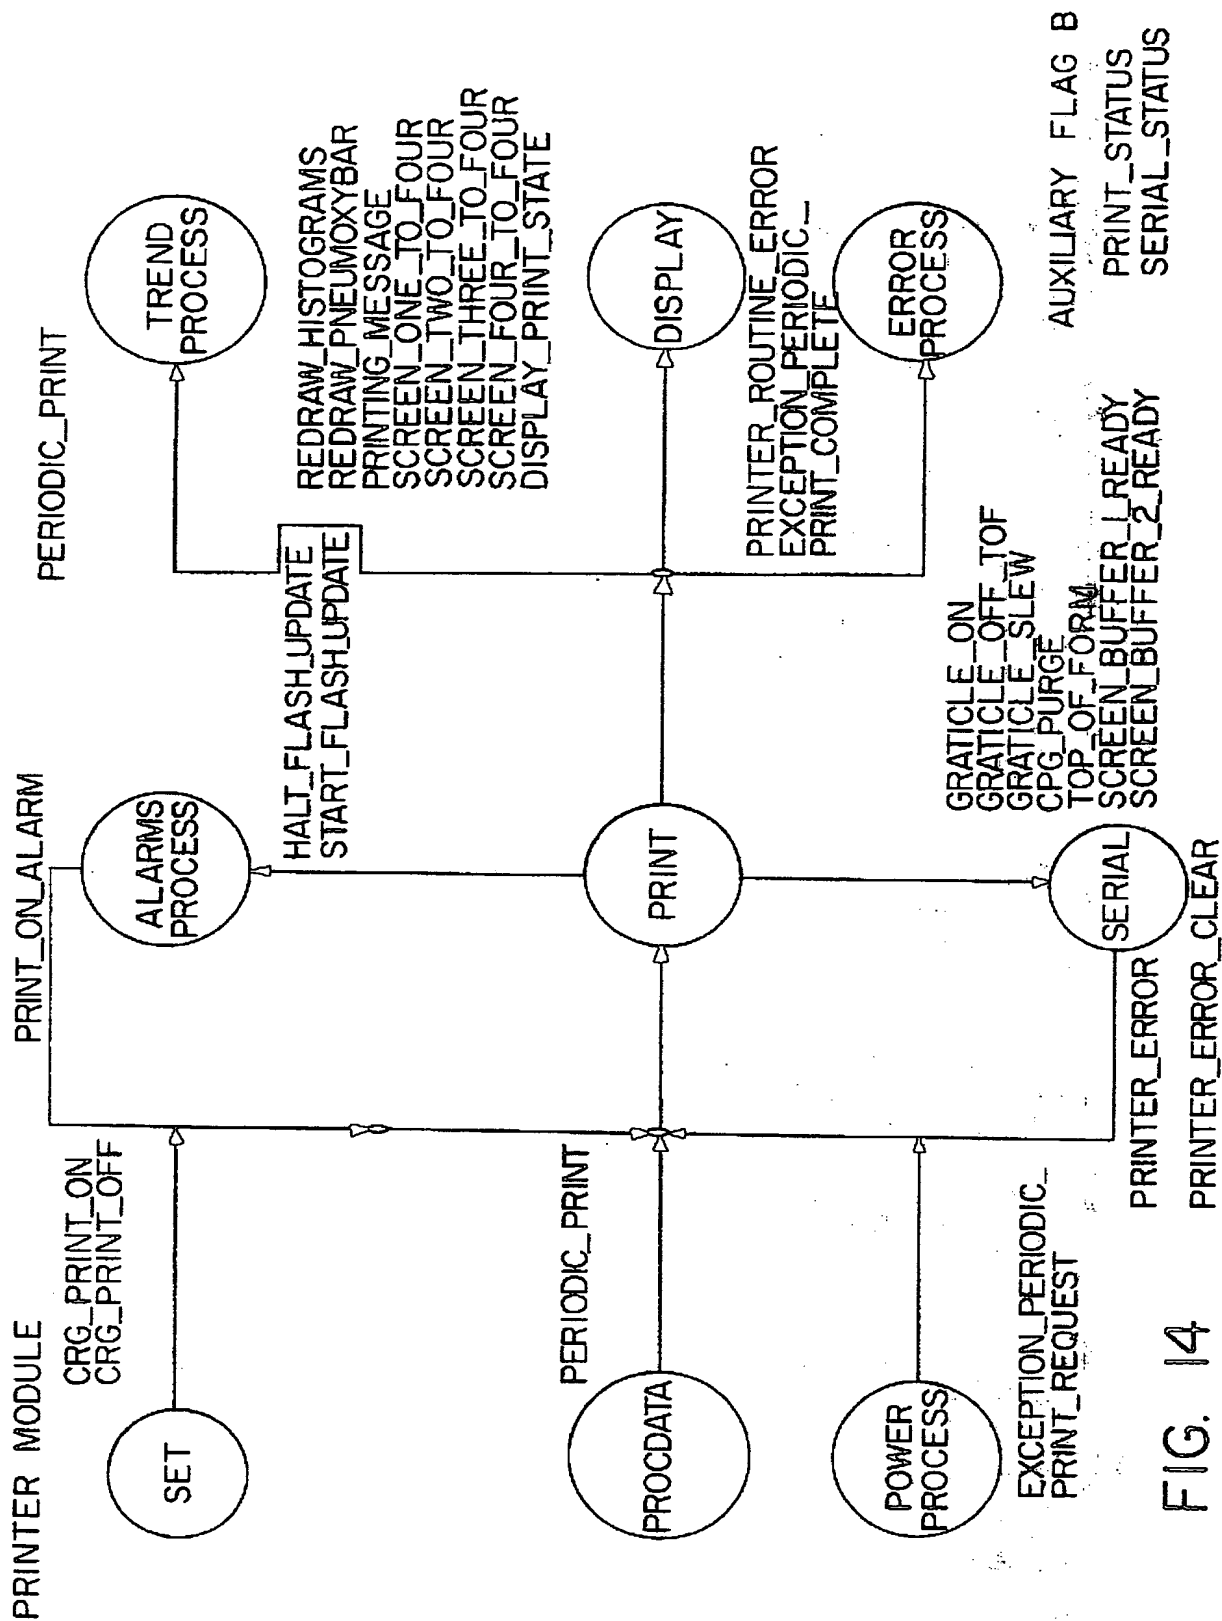 PRINTER MODULE
CRG_PRINT_ON
CRG_PRINT_OFF
SET
PRINT_ON_ALARM
ALARMS
PROCESS
HALT_FLASH_UPDATE
START_FLASH_UPDATE
PERIODIC_PRINT
TREND
PROCESS
REDRAW_HISTOGRAMS
REDRAW_PNEUMOXYBAR
PRINTING_MESSAGE
SCREEN_ONE_TO_FOUR
SCREEN_TWO_TO_FOUR
SCREEN_THREE_TO_FOUR
SCREEN_FOUR_TO_FOUR
DISPLAY_PRINT_STATE
PERIODIC_PRINT
PROCDATA
PRINT
DISPLAY
PRINTER_ROUTINE_ERROR
EXCEPTION_PERIODIC_
PRINT_COMPLETE
POWER
PROCESS
EXCEPTION_PERIODIC_
PRINT_REQUEST
ERROR
PROCESS
GRATICLE_ON
GRATICLE_OFF_TOF
GRATICLE_SLEW
CPG_PURGE
TOP_OF_FORM
SCREEN_BUFFER_1_READY
SCREEN_BUFFER_2_READY
SERIAL
PRINTER_ERROR
PRINTER_ERROR_CLEAR
AUXILIARY FLAG B
PRINT_STATUS
SERIAL_STATUS
FIG. 14